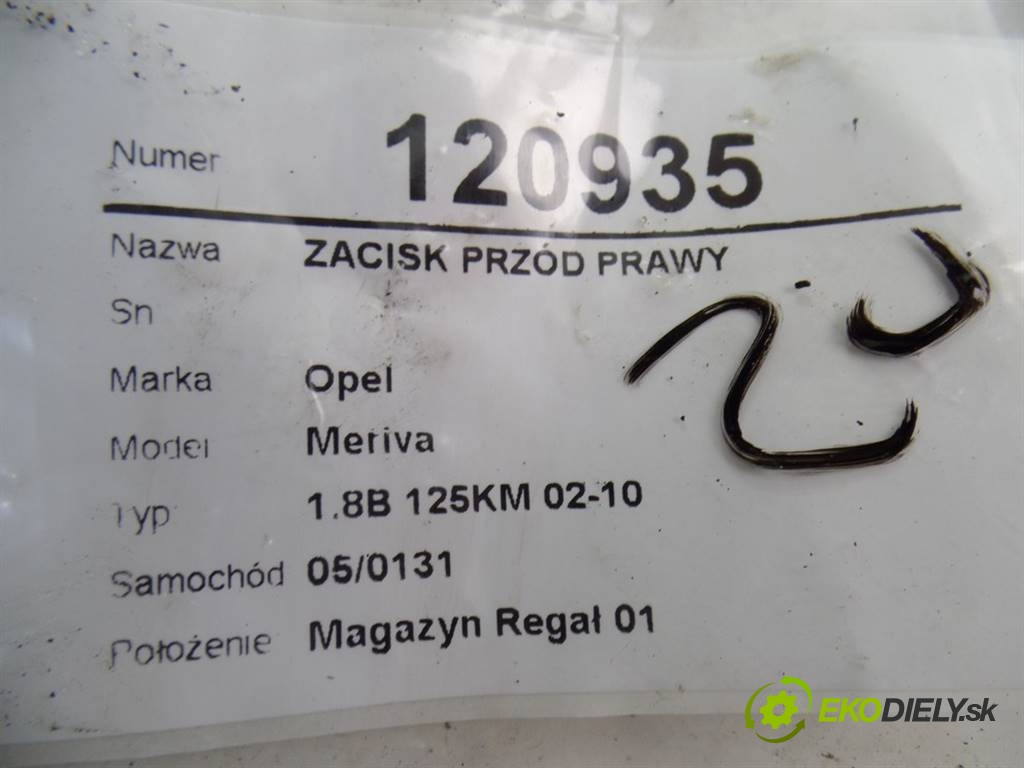 Numer 120935
Nazwa ZACISK PRZÓD PRAWY
Sn
Marka Opel
Model Meriva
Typ 1.8B 125KM 02-10
Samochód 05/0131
Położenie Magazyn Regał 01
EKODIELY.sk